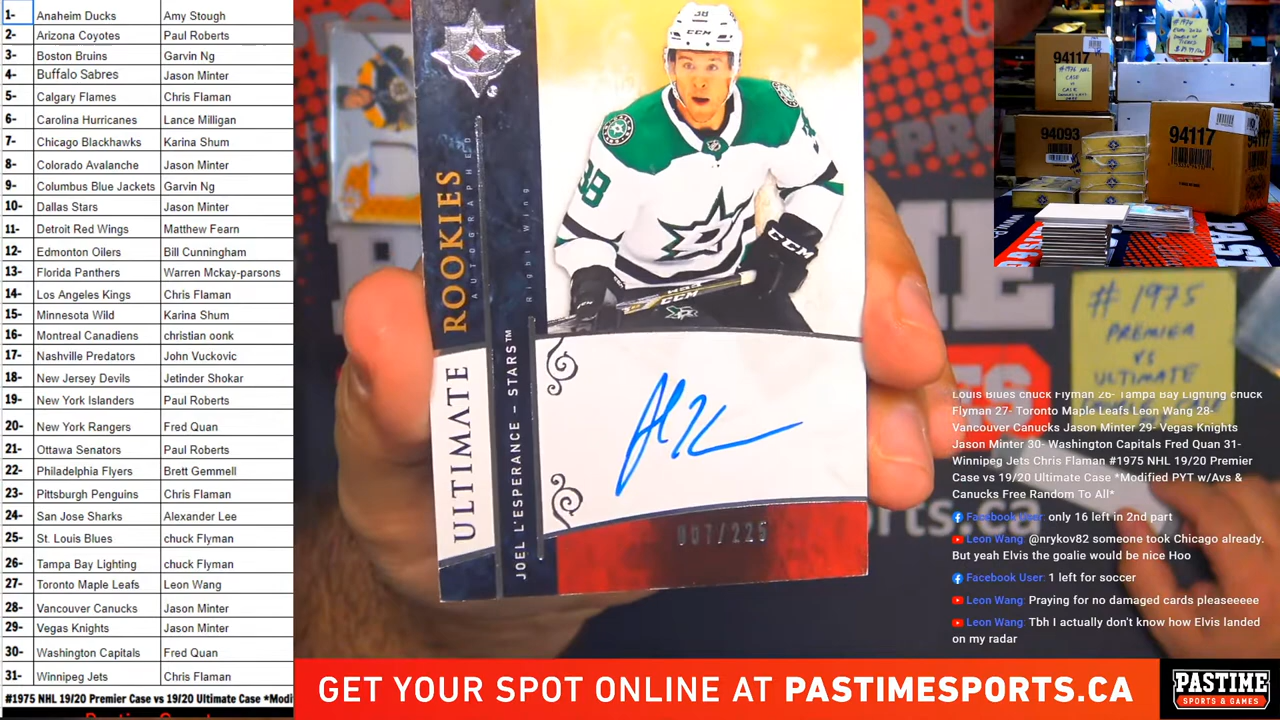 1- Anaheim Ducks Amy Stough
2- Arizona Coyotes Paul Roberts
3- Boston Bruins Garvin Ng
4- Buffalo Sabres Jason Minter
5- Calgary Flames Chris Flaman
6- Carolina Hurricanes Lance Milligan
7- Chicago Blackhawks Karina Shum
8- Colorado Avalanche Jason Minter
9- Columbus Blue Jackets Garvin Ng
10- Dallas Stars Jason Minter
11- Detroit Red Wings Matthew Fearn
12- Edmonton Oilers Bill Cunningham
13- Florida Panthers Warren Mckay-parsons
14- Los Angeles Kings Chris Flaman
15- Minnesota Wild Karina Shum
16- Montreal Canadiens christian oonk
17- Nashville Predators John Vuckovic
18- New Jersey Devils Jetinder Shokar
19- New York Islanders Paul Roberts
20- New York Rangers Fred Quan
21- Ottawa Senators Paul Roberts
22- Philadelphia Flyers Brett Gemmell
23- Pittsburgh Penguins Chris Flaman
24- San Jose Sharks Alexander Lee
25- St. Louis Blues chuck Flyman
26- Tampa Bay Lighting chuck Flyman
27- Toronto Maple Leafs Leon Wang
28- Vancouver Canucks Jason Minter
29- Vegas Knights Jason Minter
30- Washington Capitals Fred Quan
31- Winnipeg Jets Chris Flaman
#1975 NHL 19/20 Premier Case vs 19/20 Ultimate Case *Modi
ULTIMATE ROOKIES
AUTOGRAPHED
Right Wing
JOEL L'ESPERANCE – STARS™
38
CCM
38
CCM
CCM
007/225
94117
94093
94117
#1975
PREMIER
VS
ULTIMATE
Louis Blues chuck Flyman 26- Tampa Bay Lighting chuck
Flyman 27- Toronto Maple Leafs Leon Wang 28-
Vancouver Canucks Jason Minter 29- Vegas Knights
Jason Minter 30- Washington Capitals Fred Quan 31-
Winnipeg Jets Chris Flaman #1975 NHL 19/20 Premier
Case vs 19/20 Ultimate Case *Modified PYT w/Avs &
Canucks Free Random To All*
Facebook User: only 16 left in 2nd part
Leon Wang: @nrykov82 someone took Chicago already.
But yeah Elvis the goalie would be nice Hoo
Facebook User: 1 left for soccer
Leon Wang: Praying for no damaged cards pleaseeeee
Leon Wang: Tbh I actually don't know how Elvis landed
on my radar
GET YOUR SPOT ONLINE AT PASTIMESPORTS.CA
PASTIME
SPORTS & GAMES